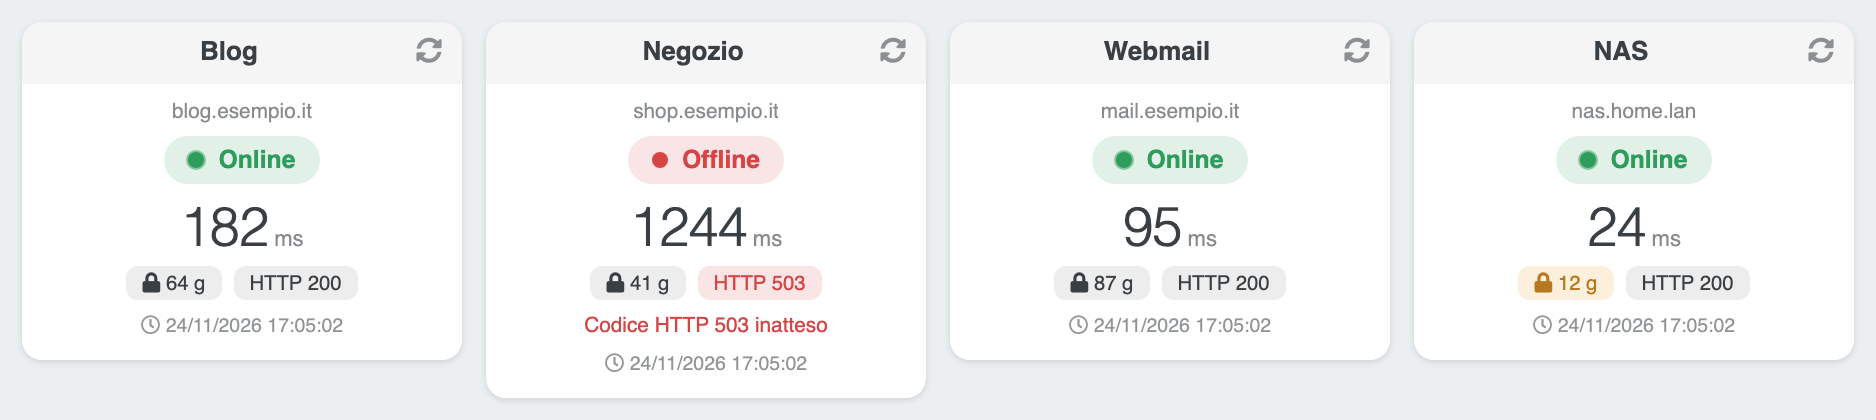 Blog
blog.esempio.it
Online
182 ms
64 g HTTP 200
24/11/2026 17:05:02
Negozio
shop.esempio.it
Offline
1244 ms
41 g HTTP 503
Codice HTTP 503 inatteso
24/11/2026 17:05:02
Webmail
mail.esempio.it
Online
95 ms
87 g HTTP 200
24/11/2026 17:05:02
NAS
nas.home.lan
Online
24 ms
12 g HTTP 200
24/11/2026 17:05:02